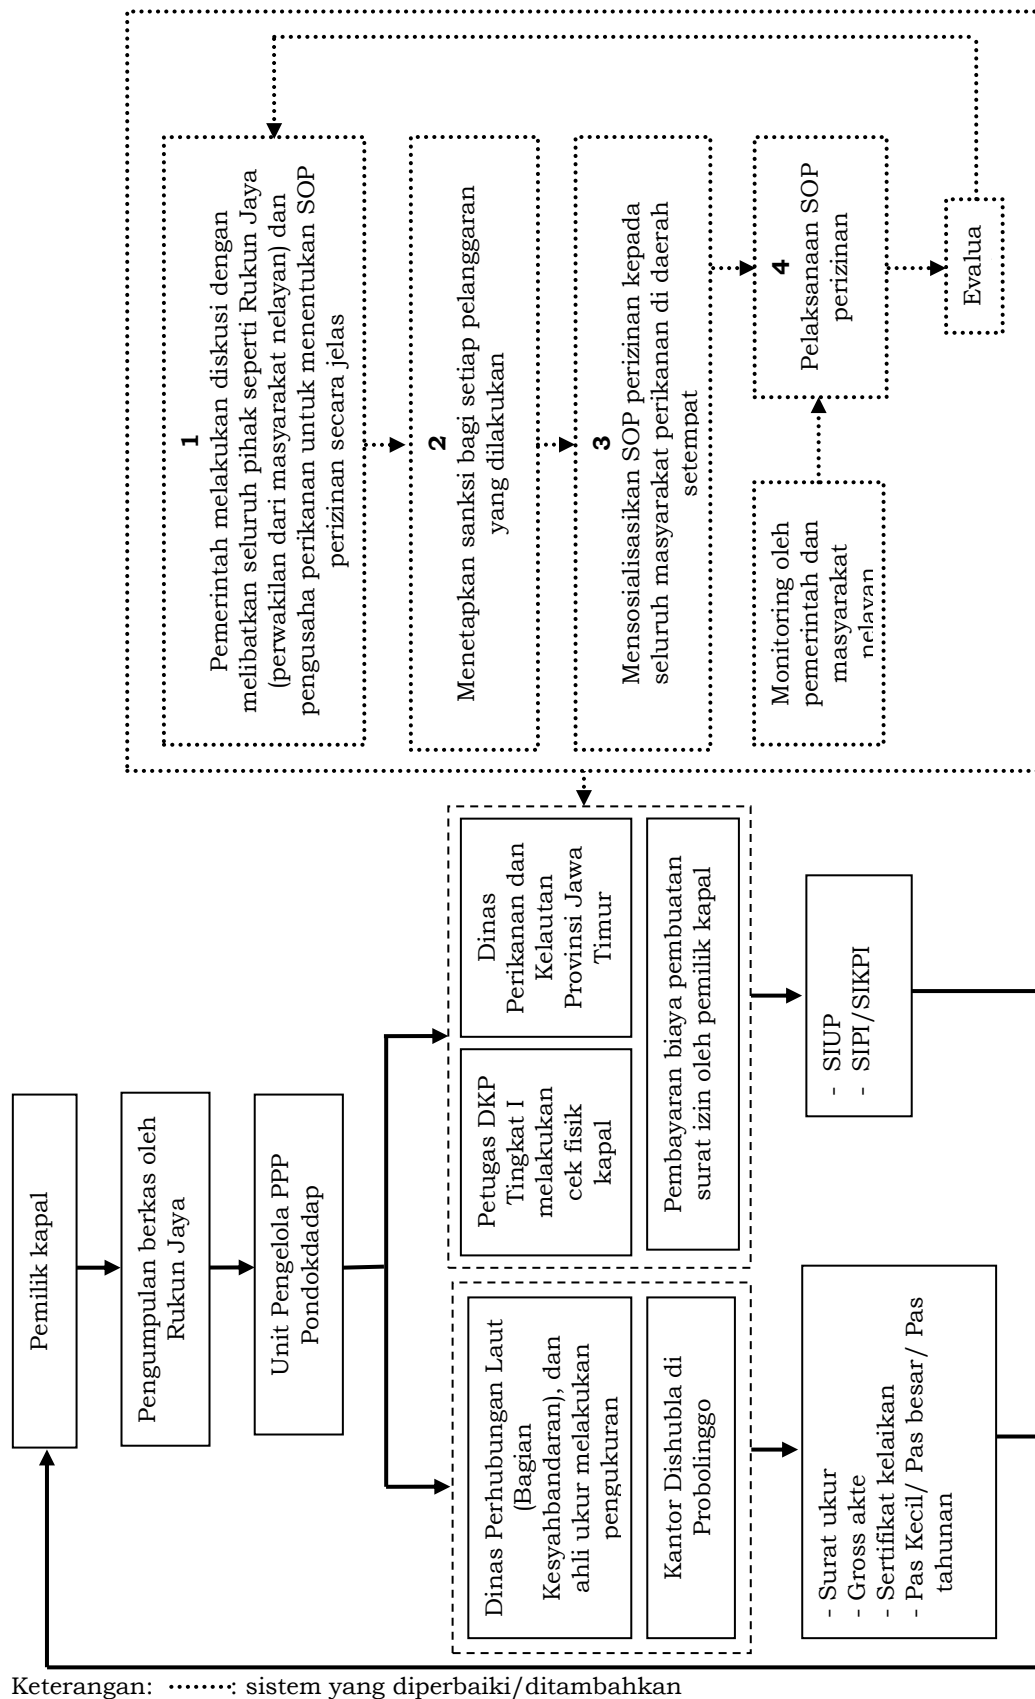 Pemilik kapal
Pengumpulan berkas oleh
Rukun Jaya
Unit Pengelola PPP
Pondokdadap
Dinas Perhubungan Laut
(Bagian
Kesyahbandaran), dan
ahli ukur melakukan
pengukuran
Kantor Dishubla di
Probolinggo
- Surat ukur
- Gross akte
- Sertifikat kelaikan
- Pas Kecil/ Pas besar/ Pas
tahunan
Petugas DKP
Tingkat I
melakukan
cek fisik
kapal
Dinas
Perikanan dan
Kelautan
Provinsi Jawa
Timur
Pembayaran biaya pembuatan
surat izin oleh pemilik kapal
- SIUP
- SIPI/SIKPI
1
Pemerintah melakukan diskusi dengan
melibatkan seluruh pihak seperti Rukun Jaya
(perwakilan dari masyarakat nelayan) dan
pengusaha perikanan untuk menentukan SOP
perizinan secara jelas
2
Menetapkan sanksi bagi setiap pelanggaran
yang dilakukan
3
Mensosialisasikan SOP perizinan kepada
seluruh masyarakat perikanan di daerah
setempat
4
Pelaksanaan SOP
perizinan
Monitoring oleh
pemerintah dan
masyarakat
nelayan
Evalua
Keterangan: ········: sistem yang diperbaiki/ditambahkan